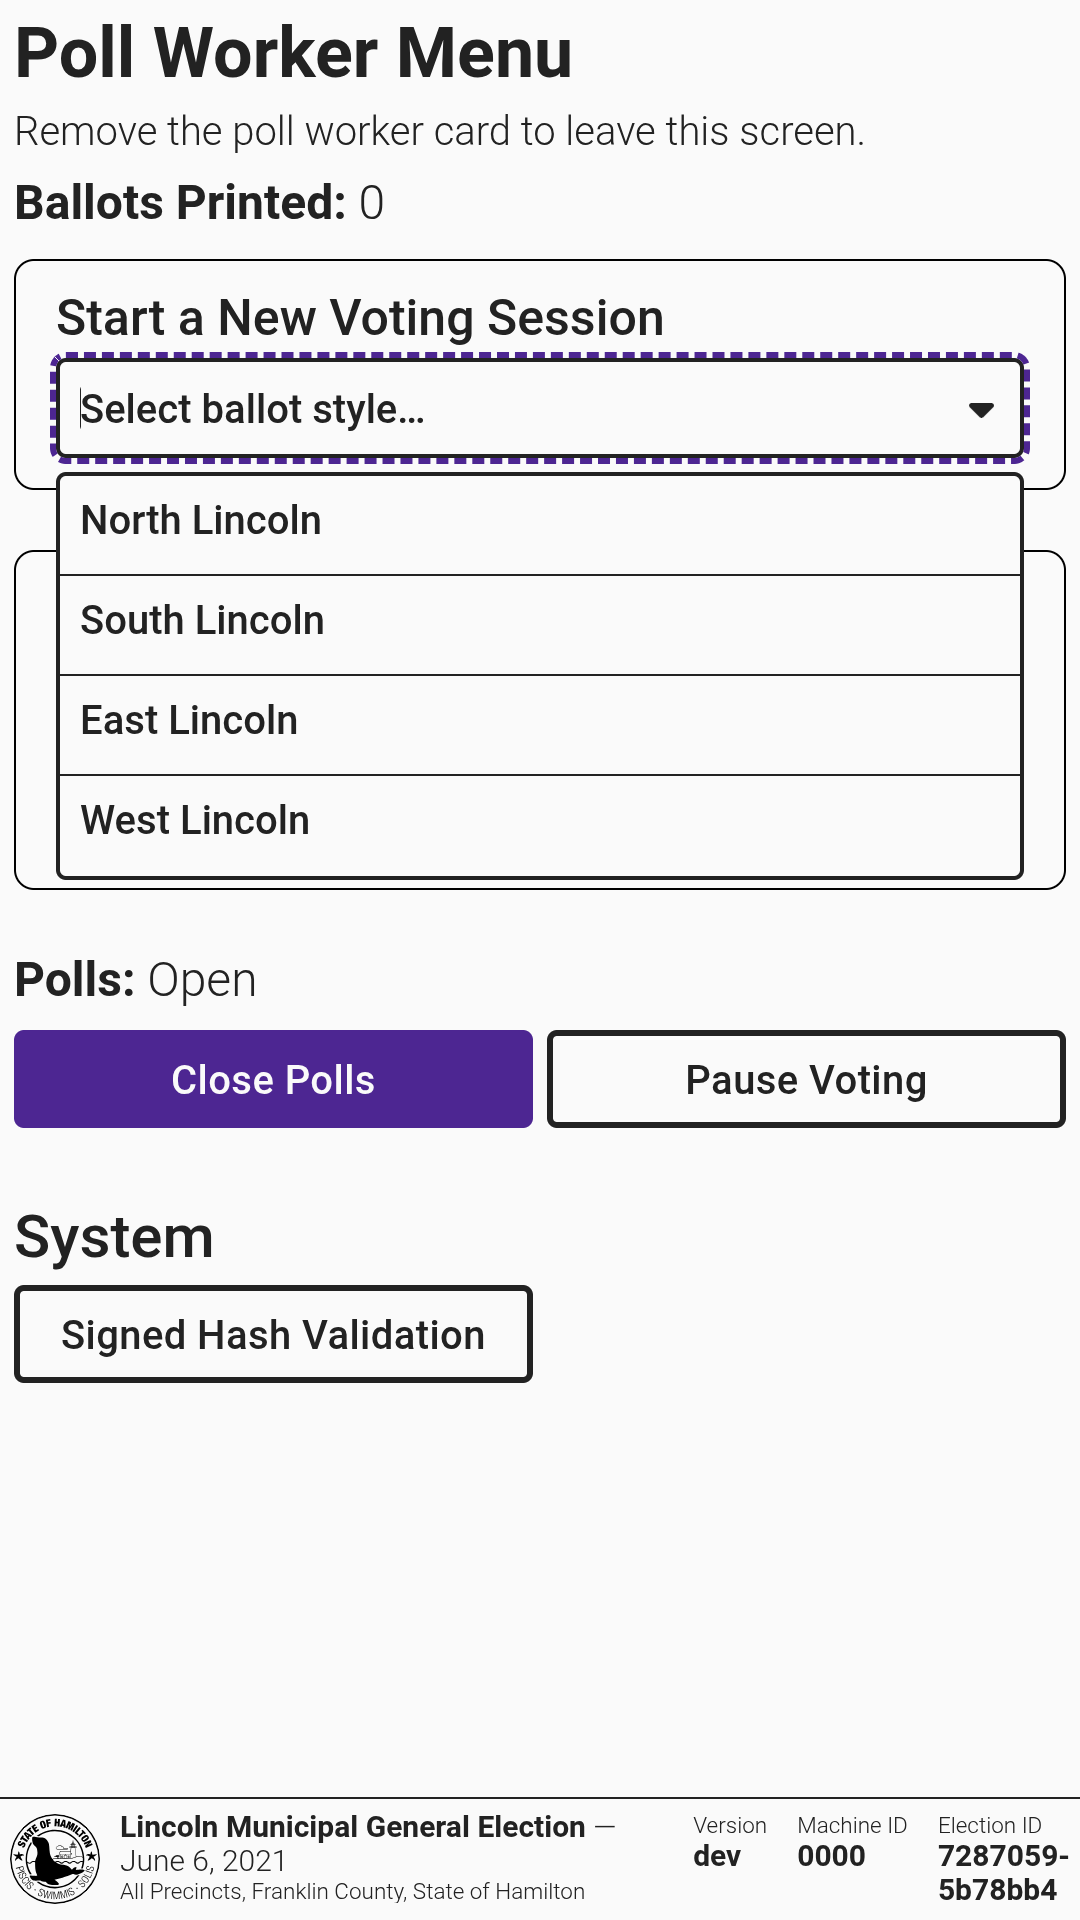 Poll Worker Menu
Remove the poll worker card to leave this screen.
Ballots Printed: 0
Start a New Voting Session
Select ballot style…
North Lincoln
South Lincoln
East Lincoln
West Lincoln
Polls: Open
Close Polls
Pause Voting
System
Signed Hash Validation
STATE OF HAMILTON
PISCIS - SWIMMIS - SOLIS
Lincoln Municipal General Election —
June 6, 2021
All Precincts, Franklin County, State of Hamilton
Version
dev
Machine ID
0000
Election ID
7287059-
5b78bb4